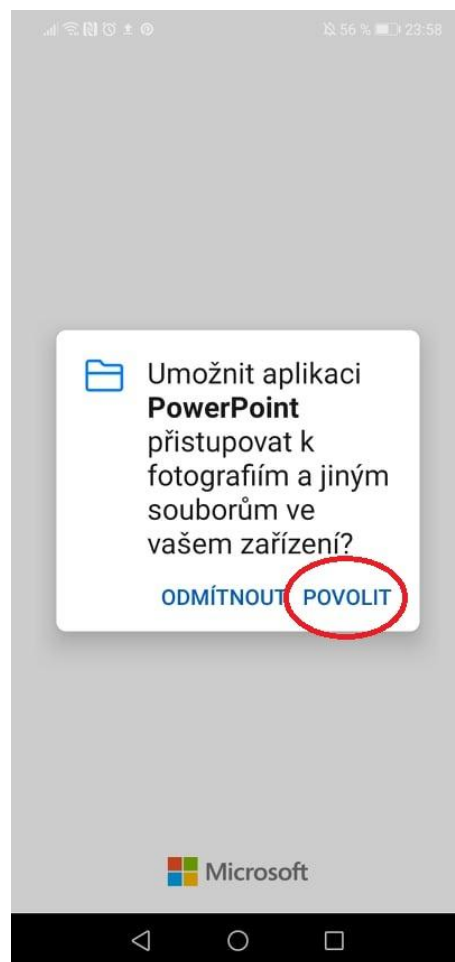 56 % 23:58
Umožnit aplikaci
PowerPoint
přistupovat k
fotografiím a jiným
souborům ve
vašem zařízení?
ODMÍTNOUT POVOLIT
Microsoft